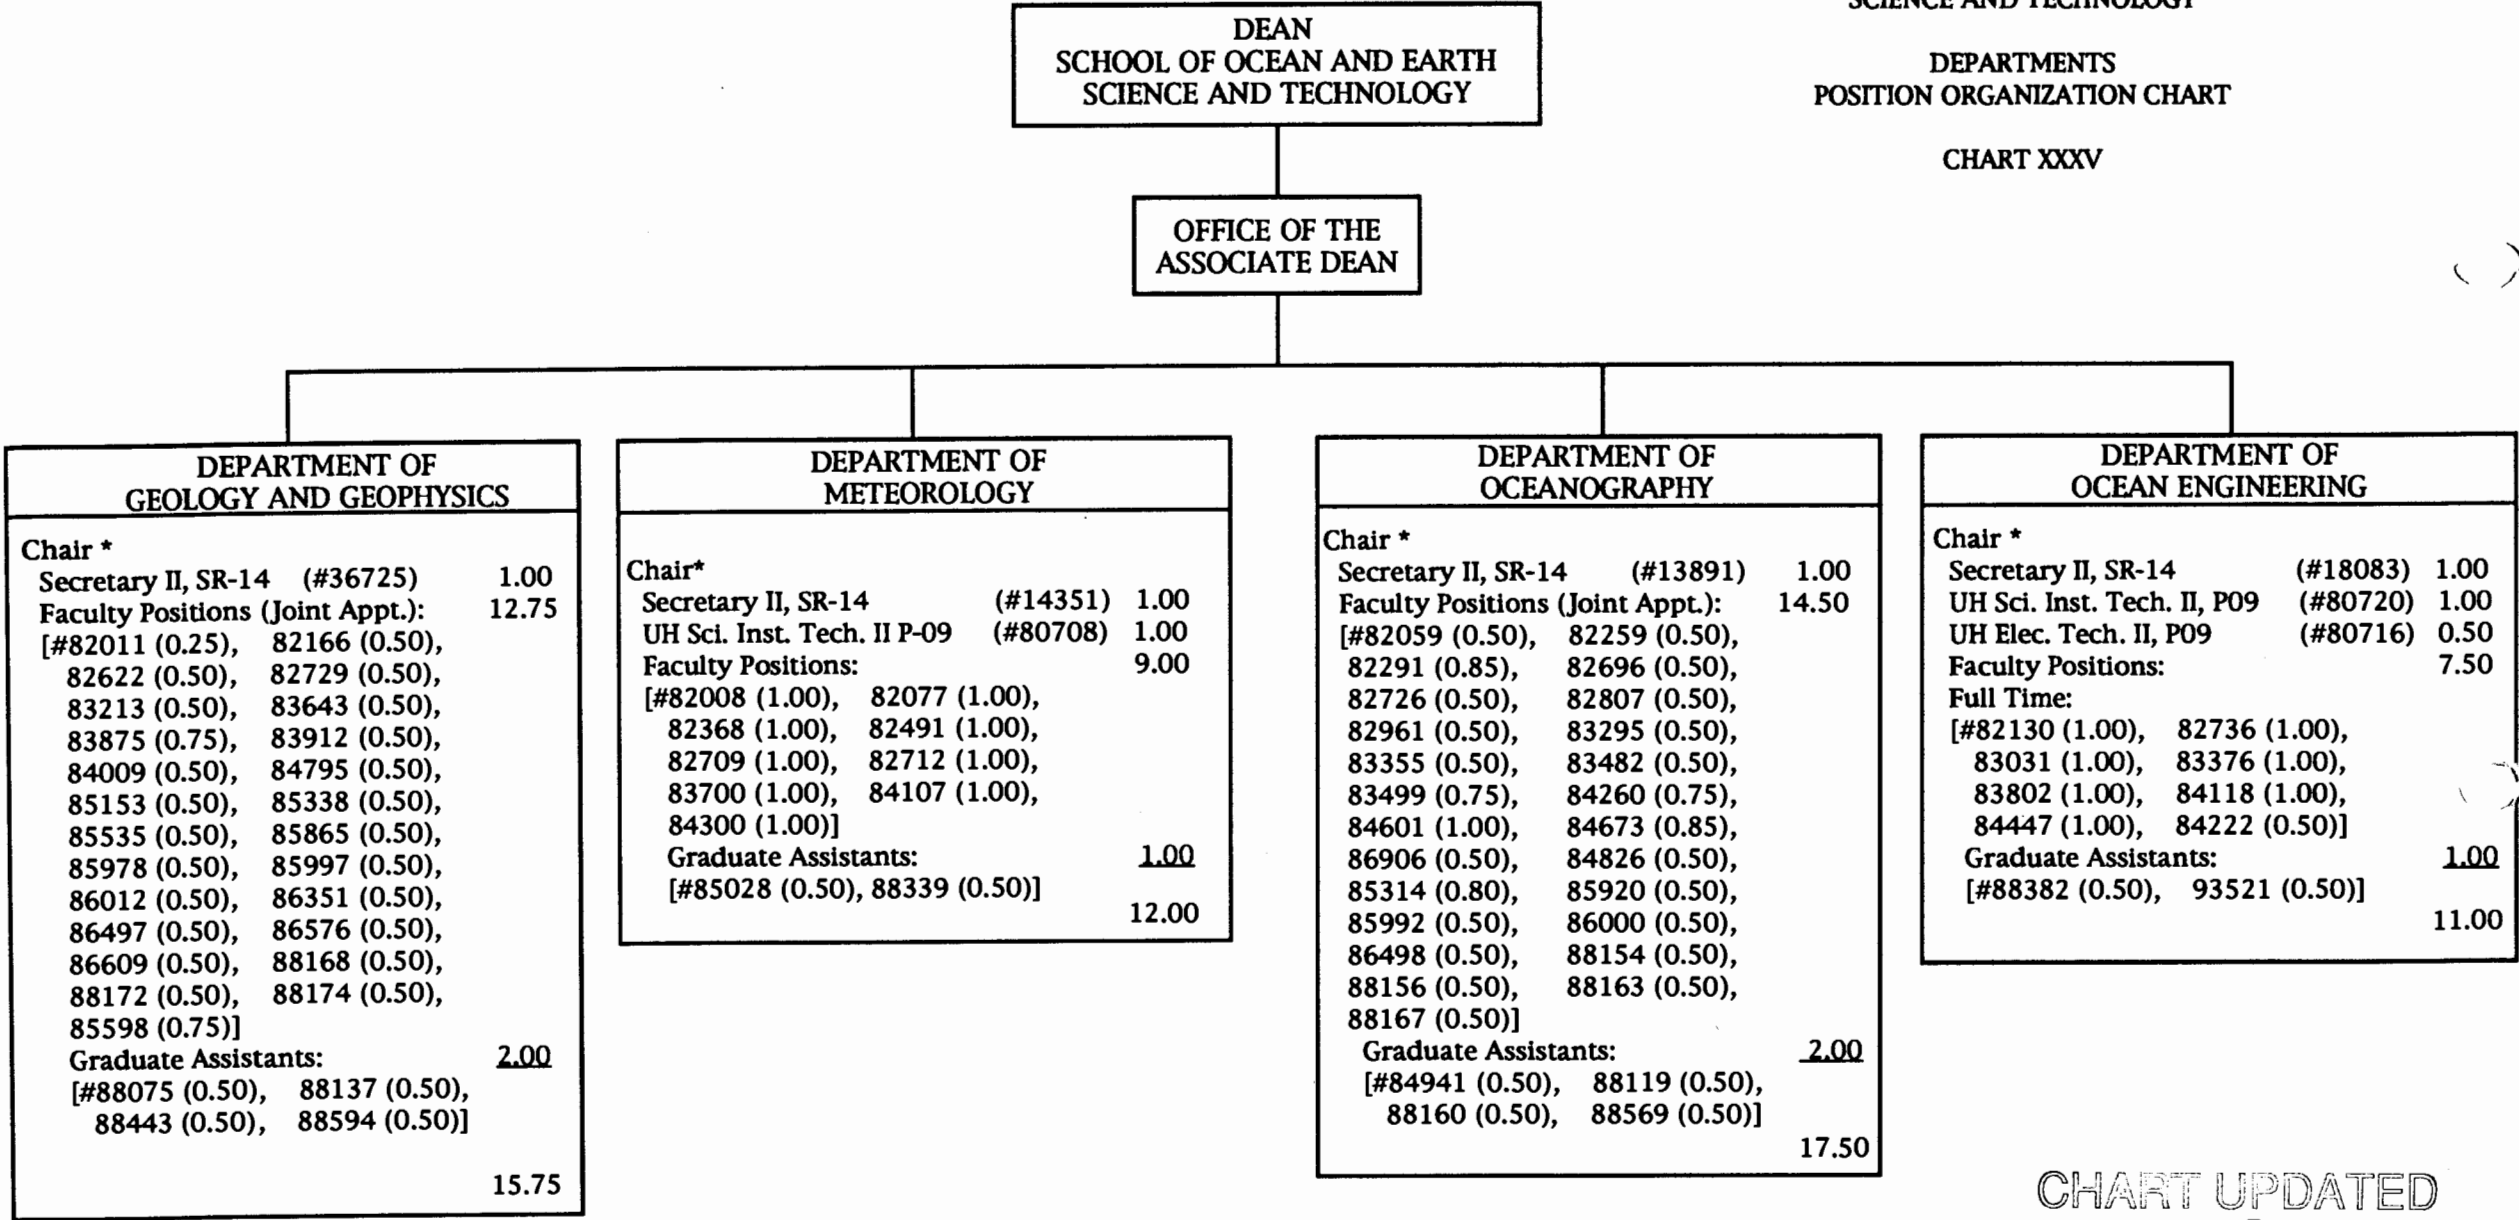 SCIENCE AND TECHNOLOGY
DEPARTMENTS
POSITION ORGANIZATION CHART
CHART XXXV
DEAN
SCHOOL OF OCEAN AND EARTH
SCIENCE AND TECHNOLOGY
OFFICE OF THE
ASSOCIATE DEAN
DEPARTMENT OF
GEOLOGY AND GEOPHYSICS
Chair *
Secretary II, SR-14 (#36725) 1.00
Faculty Positions (Joint Appt.): 12.75
[#82011 (0.25), 82166 (0.50),
82622 (0.50), 82729 (0.50),
83213 (0.50), 83643 (0.50),
83875 (0.75), 83912 (0.50),
84009 (0.50), 84795 (0.50),
85153 (0.50), 85338 (0.50),
85535 (0.50), 85865 (0.50),
85978 (0.50), 85997 (0.50),
86012 (0.50), 86351 (0.50),
86497 (0.50), 86576 (0.50),
86609 (0.50), 88168 (0.50),
88172 (0.50), 88174 (0.50),
85598 (0.75)]
Graduate Assistants: 2.00
[#88075 (0.50), 88137 (0.50),
88443 (0.50), 88594 (0.50)]
15.75
DEPARTMENT OF
METEOROLOGY
Chair*
Secretary II, SR-14 (#14351) 1.00
UH Sci. Inst. Tech. II P-09 (#80708) 1.00
Faculty Positions: 9.00
[#82008 (1.00), 82077 (1.00),
82368 (1.00), 82491 (1.00),
82709 (1.00), 82712 (1.00),
83700 (1.00), 84107 (1.00),
84300 (1.00)]
Graduate Assistants: 1.00
[#85028 (0.50), 88339 (0.50)]
12.00
DEPARTMENT OF
OCEANOGRAPHY
Chair *
Secretary II, SR-14 (#13891) 1.00
Faculty Positions (Joint Appt.): 14.50
[#82059 (0.50), 82259 (0.50),
82291 (0.85), 82696 (0.50),
82726 (0.50), 82807 (0.50),
82961 (0.50), 83295 (0.50),
83355 (0.50), 83482 (0.50),
83499 (0.75), 84260 (0.75),
84601 (1.00), 84673 (0.85),
86906 (0.50), 84826 (0.50),
85314 (0.80), 85920 (0.50),
85992 (0.50), 86000 (0.50),
86498 (0.50), 88154 (0.50),
88156 (0.50), 88163 (0.50),
88167 (0.50)]
Graduate Assistants: 2.00
[#84941 (0.50), 88119 (0.50),
88160 (0.50), 88569 (0.50)]
17.50
DEPARTMENT OF
OCEAN ENGINEERING
Chair *
Secretary II, SR-14 (#18083) 1.00
UH Sci. Inst. Tech. II, P09 (#80720) 1.00
UH Elec. Tech. II, P09 (#80716) 0.50
Faculty Positions: 7.50
Full Time:
[#82130 (1.00), 82736 (1.00),
83031 (1.00), 83376 (1.00),
83802 (1.00), 84118 (1.00),
84447 (1.00), 84222 (0.50)]
Graduate Assistants: 1.00
[#88382 (0.50), 93521 (0.50)]
11.00
CHART UPDATED